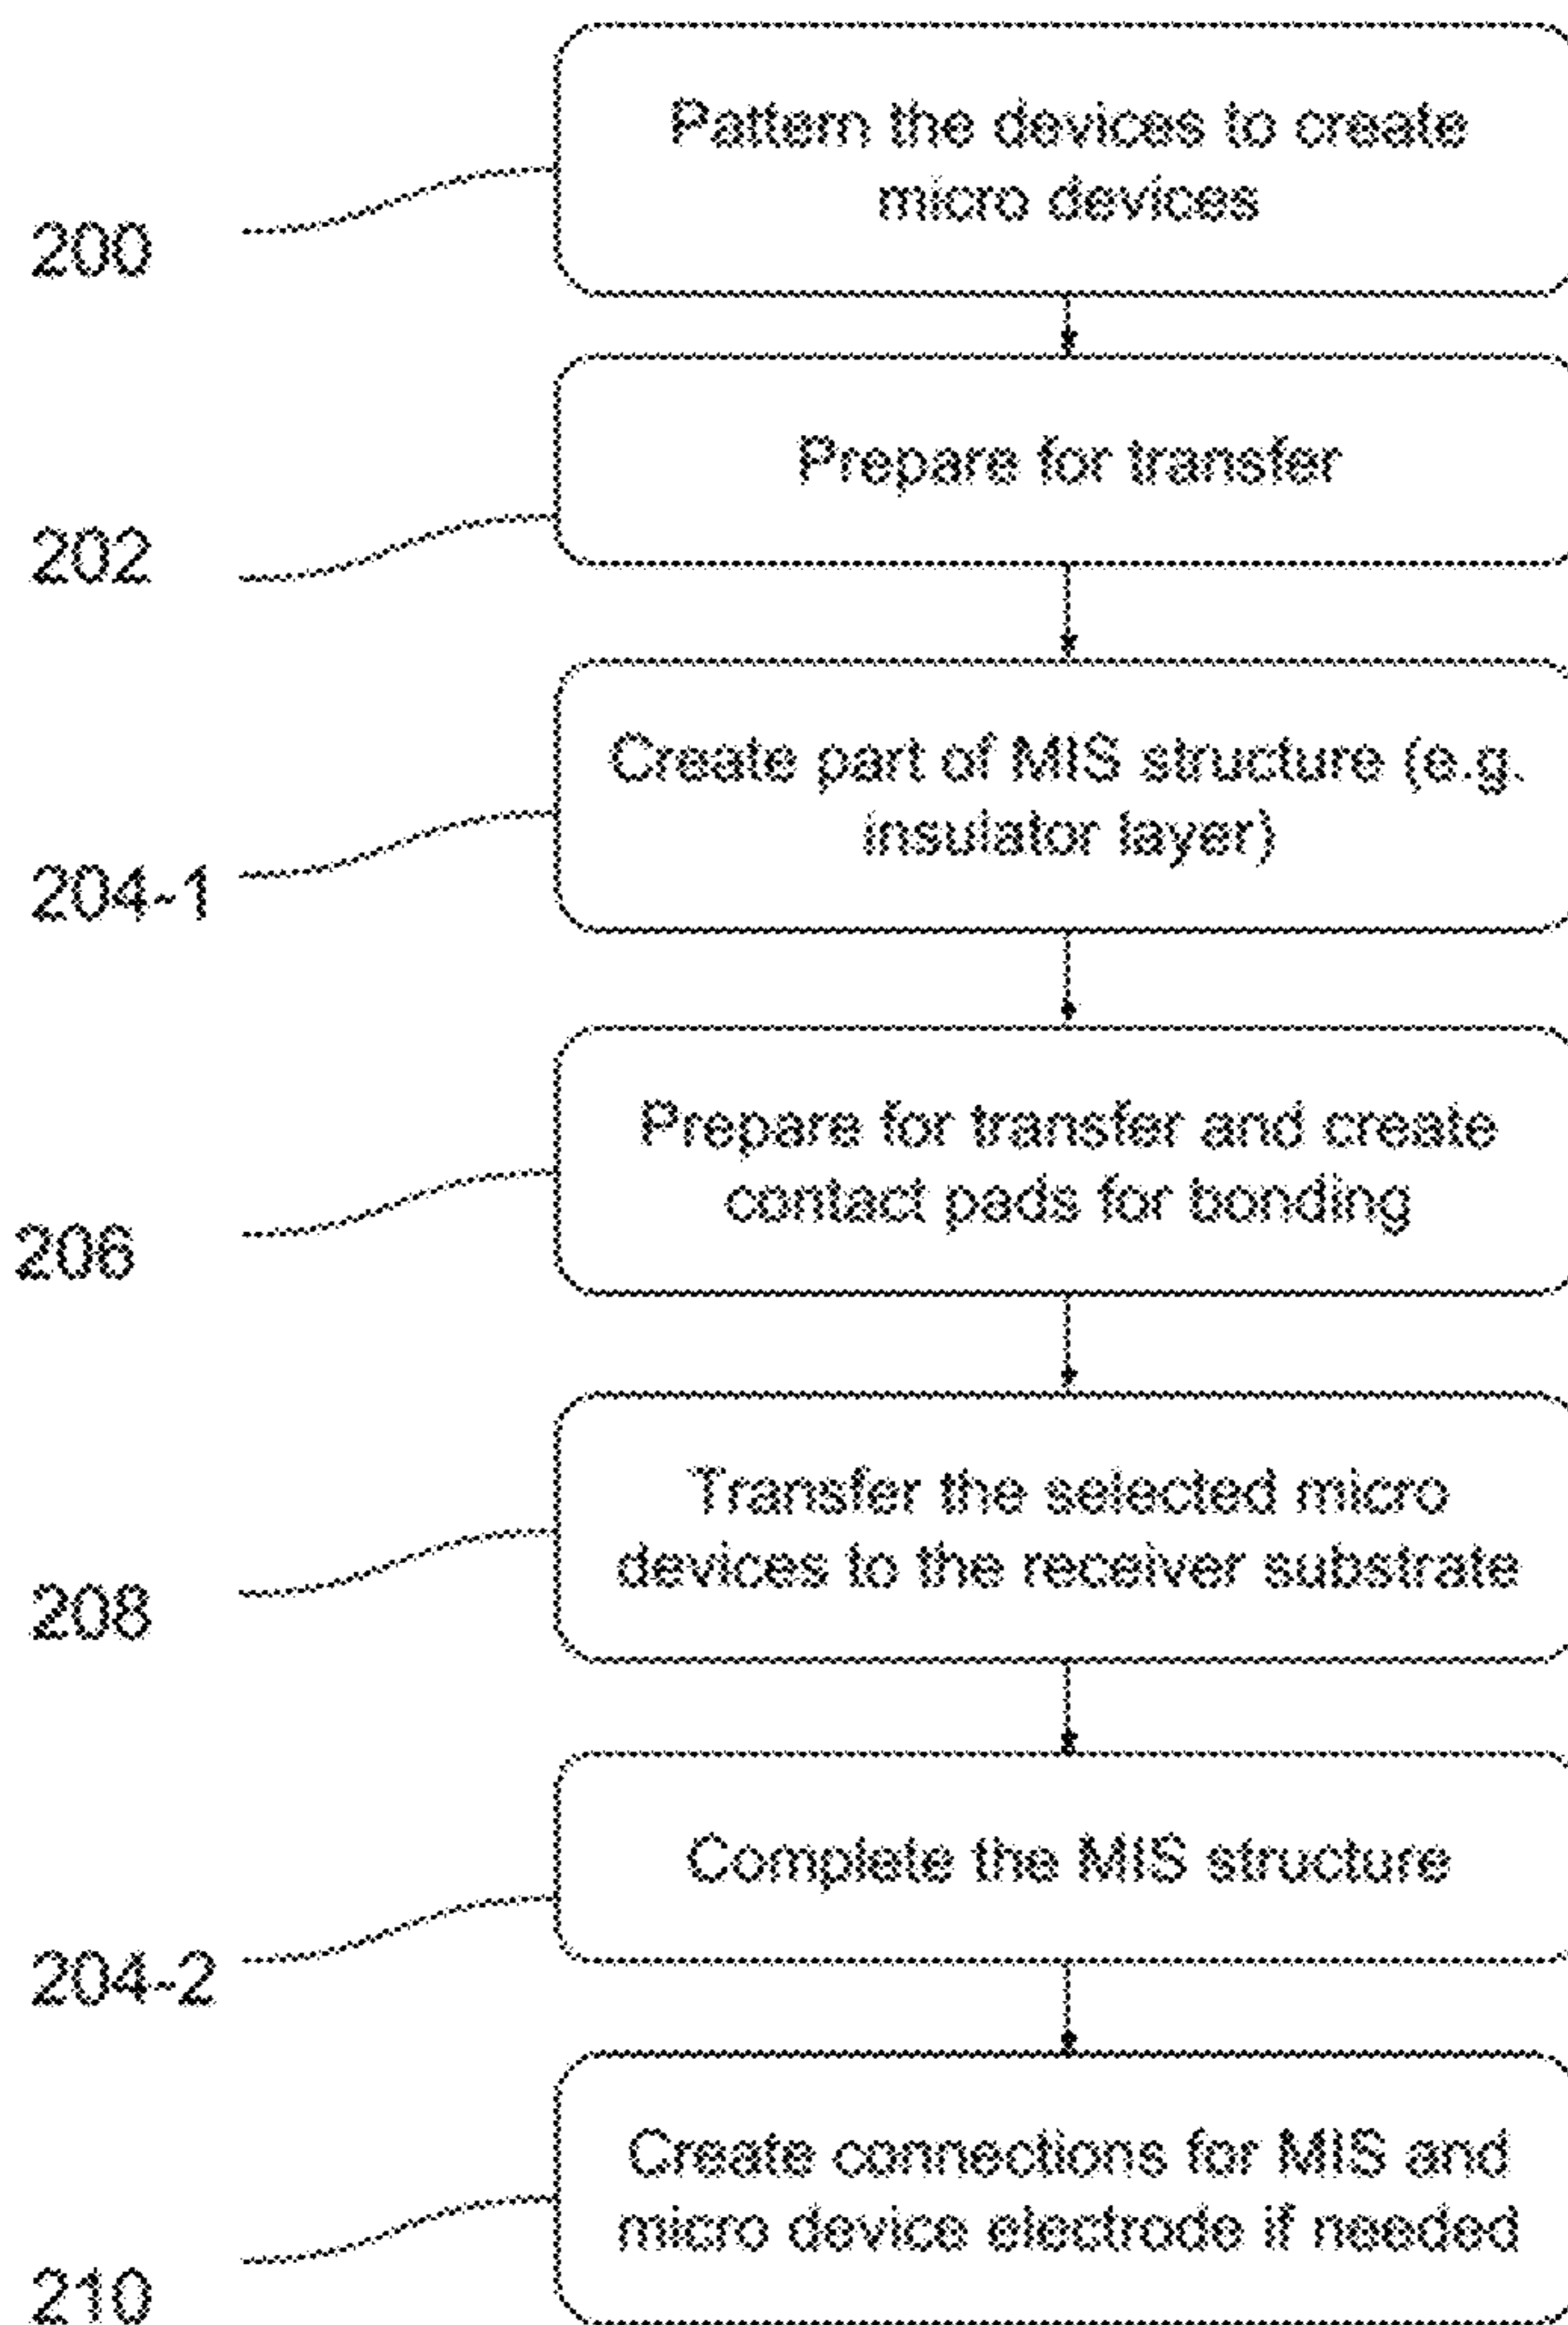 Pattern the devices to create
micro devices
200
Prepare for transfer
202
Create part of MIS structure (e.g.
insulator layer)
204-1
Prepare for transfer and create
contact pads for bonding
206
Transfer the selected micro
devices to the receiver substrate
208
Complete the MIS structure
204-2
Create connections for MIS and
micro device electrode if needed
210